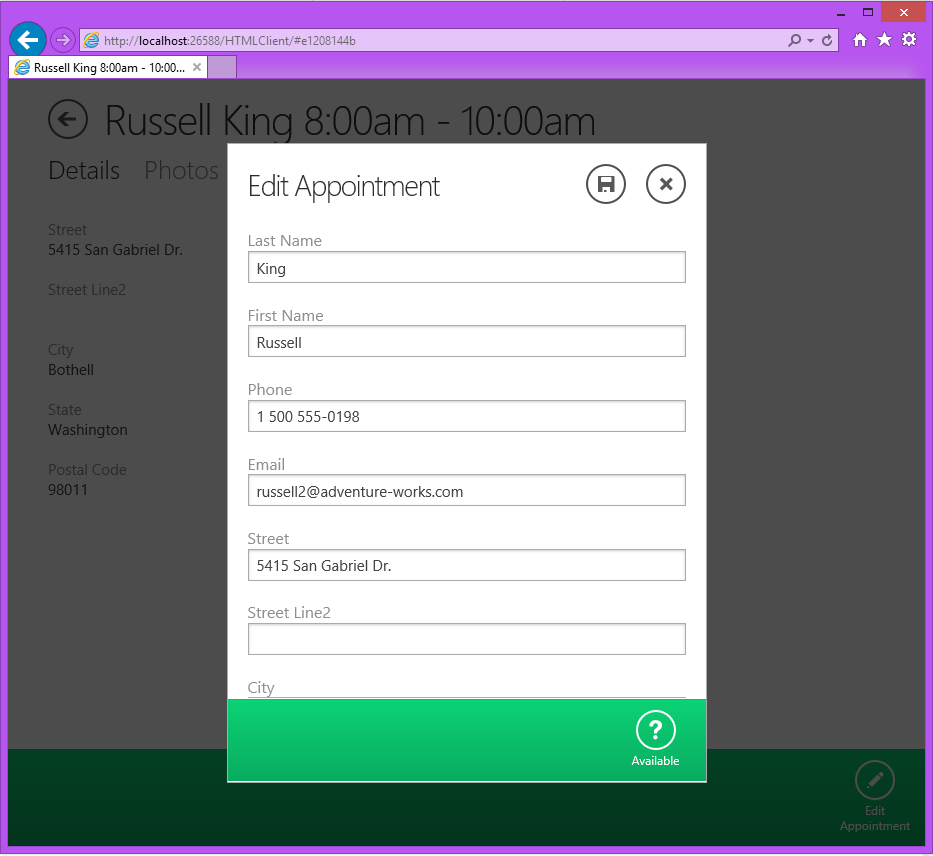 http://localhost:26588/HTMLClient/#e1208144b
Russell King 8:00am - 10:00...
Russell King 8:00am - 10:00am
Details Photos
Street
5415 San Gabriel Dr.
Street Line2
City
Bothell
State
Washington
Postal Code
98011
Edit Appointment
Last Name
King
First Name
Russell
Phone
1 500 555-0198
Email
russell2@adventure-works.com
Street
5415 San Gabriel Dr.
Street Line2
City
?
Available
Edit
Appointment